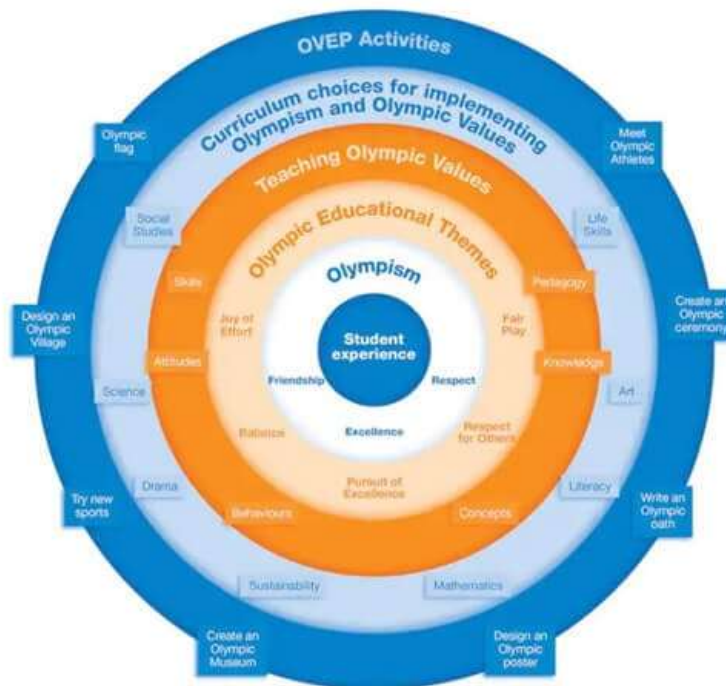 OVEP Activities
Curriculum choices for implementing
Olympism and Olympic Values
Teaching Olympic Values
Olympic Educational Themes
Olympism
Student
experience
Friendship
Respect
Excellence
Joy of
Effort
Fair
Play
Balance
Respect
for Others
Pursuit of
Excellence
Skills
Pedagogy
Attitudes
Knowledge
Behaviours
Concepts
Social
Studies
Life
Skills
Science
Art
Drama
Literacy
Sustainability
Mathematics
Olympic
flag
Meet
Olympic
Athletes
Design an
Olympic
Village
Create an
Olympic
ceremony
Try new
sports
Write an
Olympic
oath
Create an
Olympic
Museum
Design an
Olympic
poster